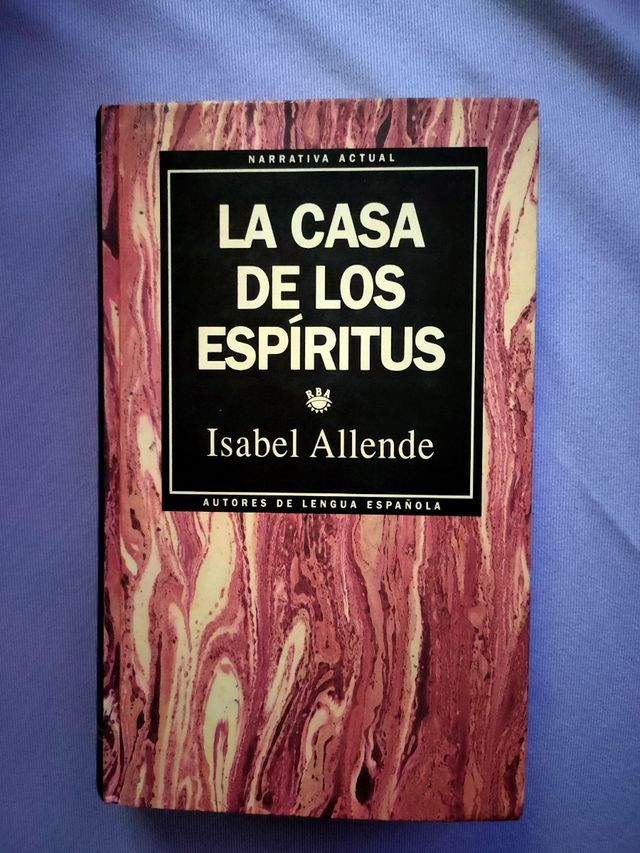 NARRATIVA ACTUAL
LA CASA
DE LOS
ESPÍRITUS
RBA
Isabel Allende
AUTORES DE LENGUA ESPAÑOLA